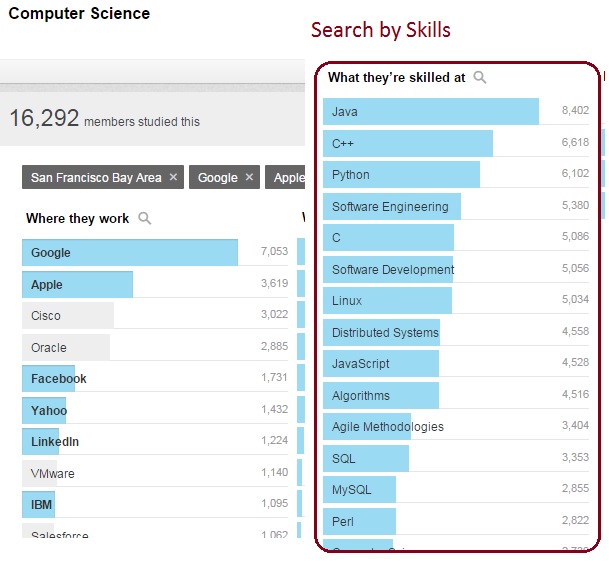 Computer Science
Search by Skills
16,292 members studied this
San Francisco Bay Area ×
Google ×
Apple
Where they work
Google 7,053
Apple 3,619
Cisco 3,022
Oracle 2,885
Facebook 1,731
Yahoo 1,432
LinkedIn 1,224
VMware 1,140
IBM 1,095
Salesforce 1,062
What they're skilled at
Java 8,402
C++ 6,618
Python 6,102
Software Engineering 5,380
C 5,086
Software Development 5,056
Linux 5,034
Distributed Systems 4,558
JavaScript 4,528
Algorithms 4,516
Agile Methodologies 3,404
SQL 3,353
MySQL 2,855
Perl 2,822